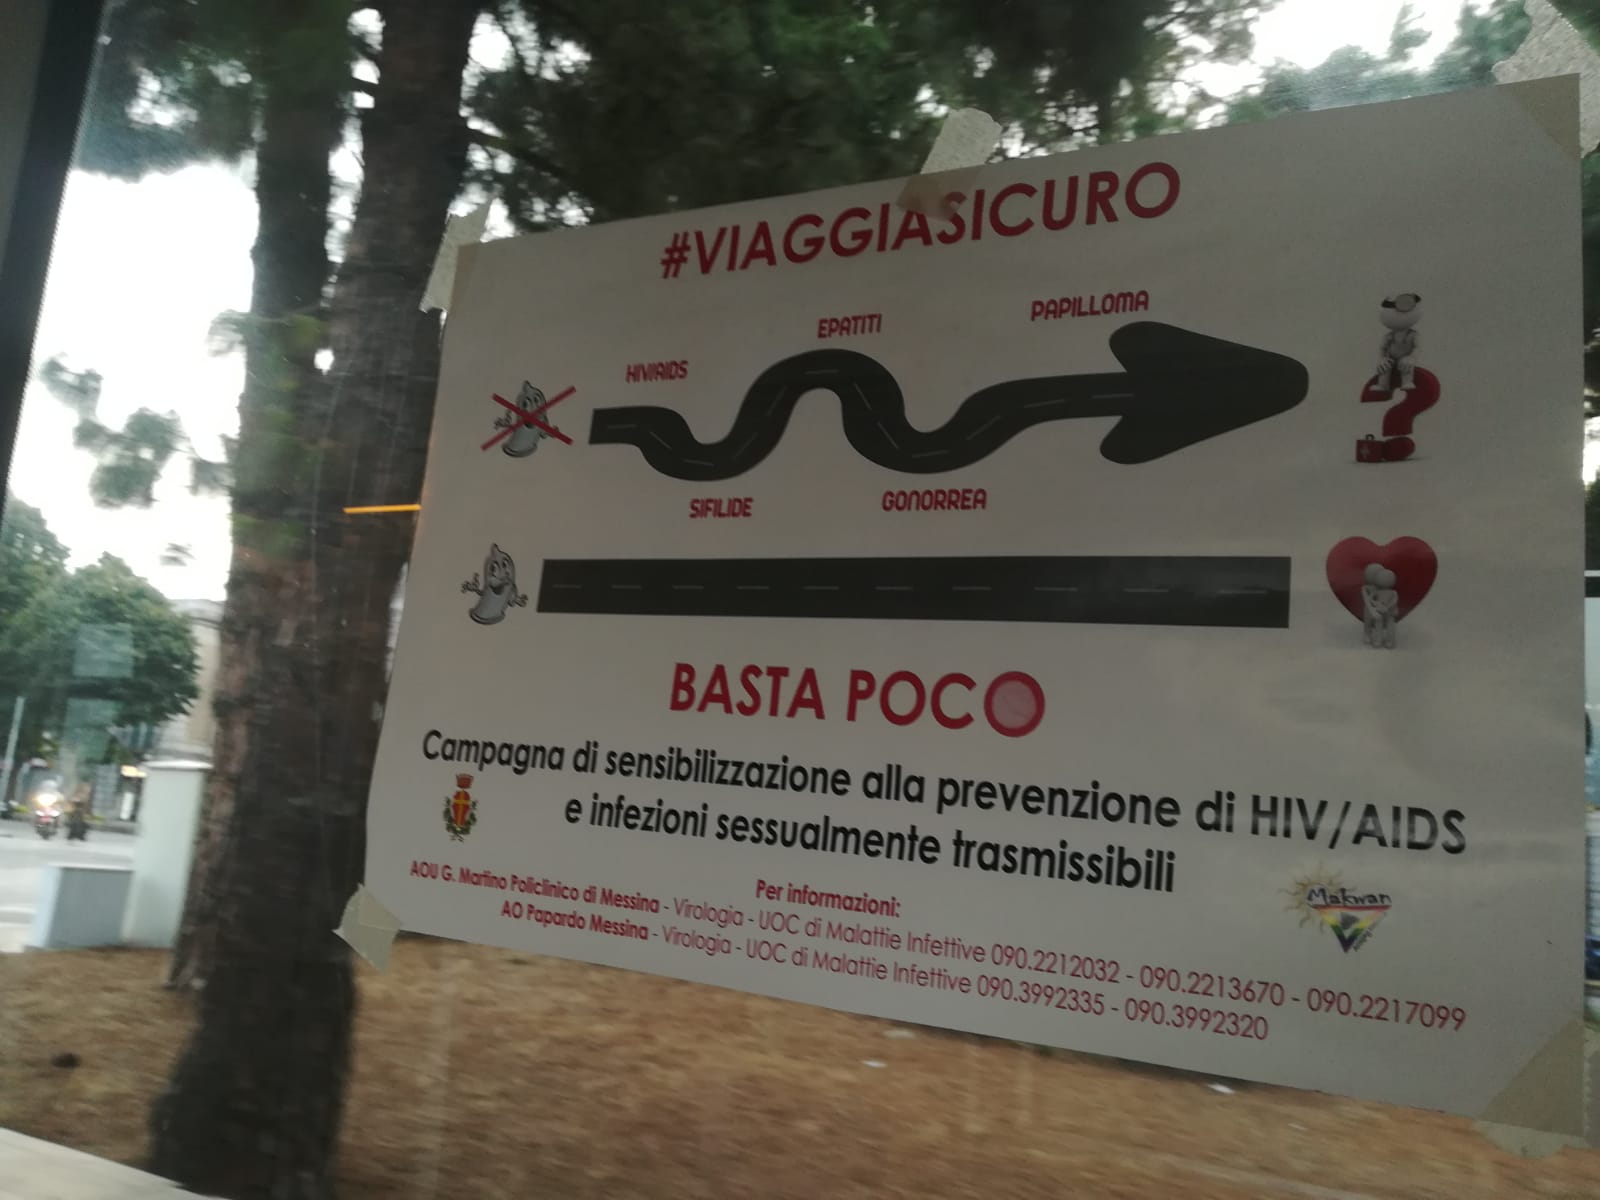 #VIAGGIASICURO
PAPILLOMA
EPATITI
HIV/AIDS
SIFILIDE
GONORREA
BASTA POCO
Campagna di sensibilizzazione alla prevenzione di HIV/AIDS
e infezioni sessualmente trasmissibili
Makwan
Per informazioni:
AOU G. Martino Policlinico di Messina - Virologia - UOC di Malattie Infettive 090.2212032 - 090.2213670 - 090.2217099
AO Papardo Messina - Virologia - UOC di Malattie Infettive 090.3992335 - 090.3992320